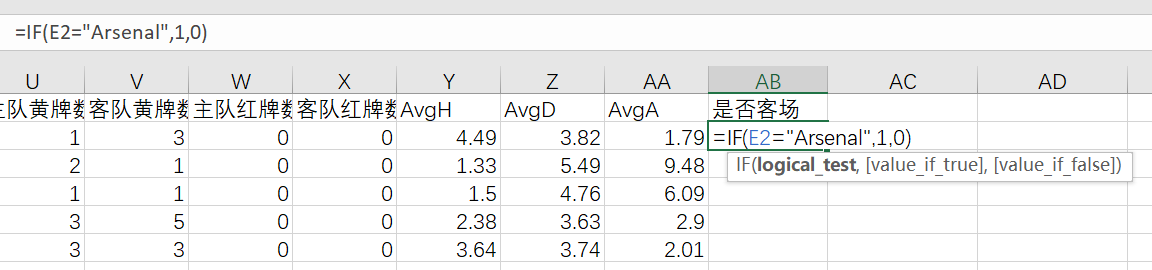 =IF(E2="Arsenal",1,0)
U V W X Y Z AA AB AC AD
队黄牌数 客队黄牌数 主队红牌数 客队红牌数 AvgH AvgD AvgA 是否客场
1 3 0 0 4.49 3.82 1.79 =IF(E2="Arsenal",1,0)
IF(logical_test, [value_if_true], [value_if_false])
2 1 0 0 1.33 5.49 9.48
1 1 0 0 1.5 4.76 6.09
3 5 0 0 2.38 3.63 2.9
3 3 0 0 3.64 3.74 2.01